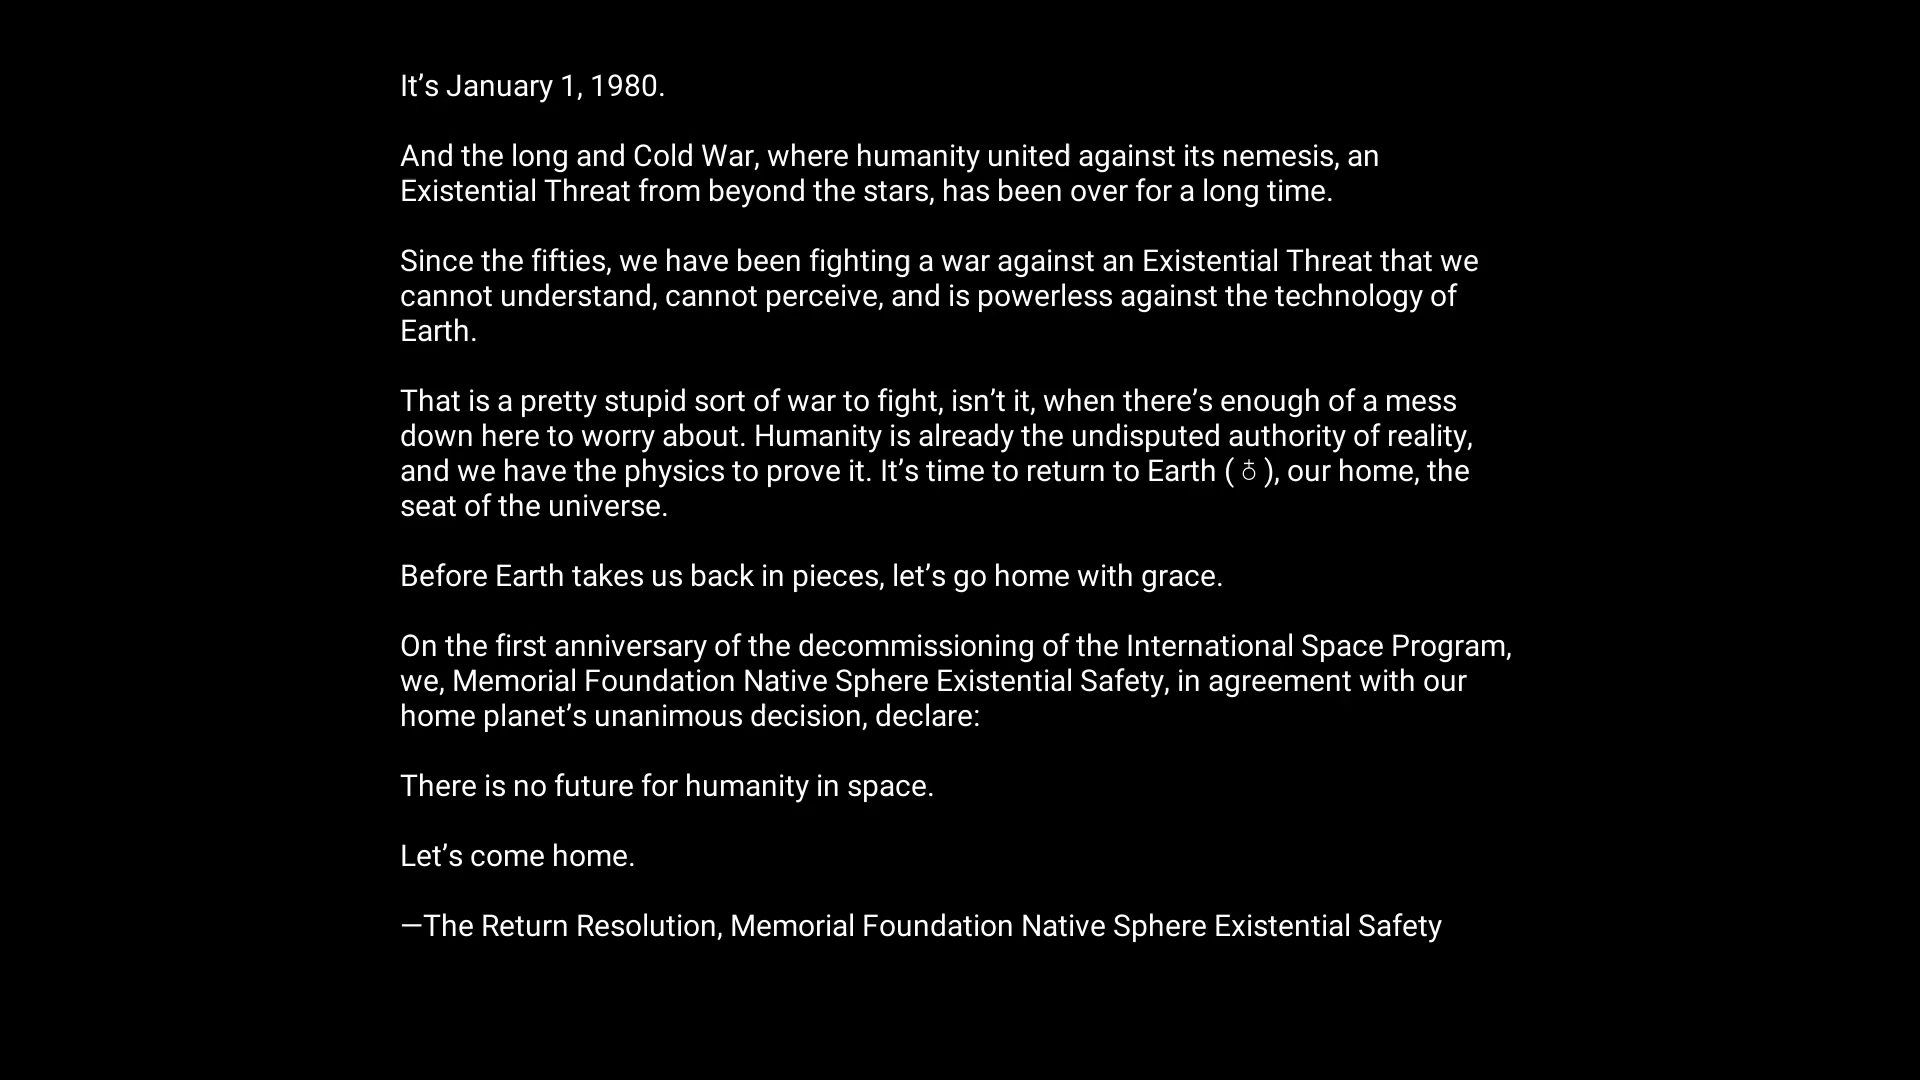 It’s January 1, 1980.
And the long and Cold War, where humanity united against its nemesis, an
Existential Threat from beyond the stars, has been over for a long time.
Since the fifties, we have been fighting a war against an Existential Threat that we
cannot understand, cannot perceive, and is powerless against the technology of
Earth.
That is a pretty stupid sort of war to fight, isn’t it, when there’s enough of a mess
down here to worry about. Humanity is already the undisputed authority of reality,
and we have the physics to prove it. It’s time to return to Earth ( ♁ ), our home, the
seat of the universe.
Before Earth takes us back in pieces, let’s go home with grace.
On the first anniversary of the decommissioning of the International Space Program,
we, Memorial Foundation Native Sphere Existential Safety, in agreement with our
home planet’s unanimous decision, declare:
There is no future for humanity in space.
Let’s come home.
—The Return Resolution, Memorial Foundation Native Sphere Existential Safety